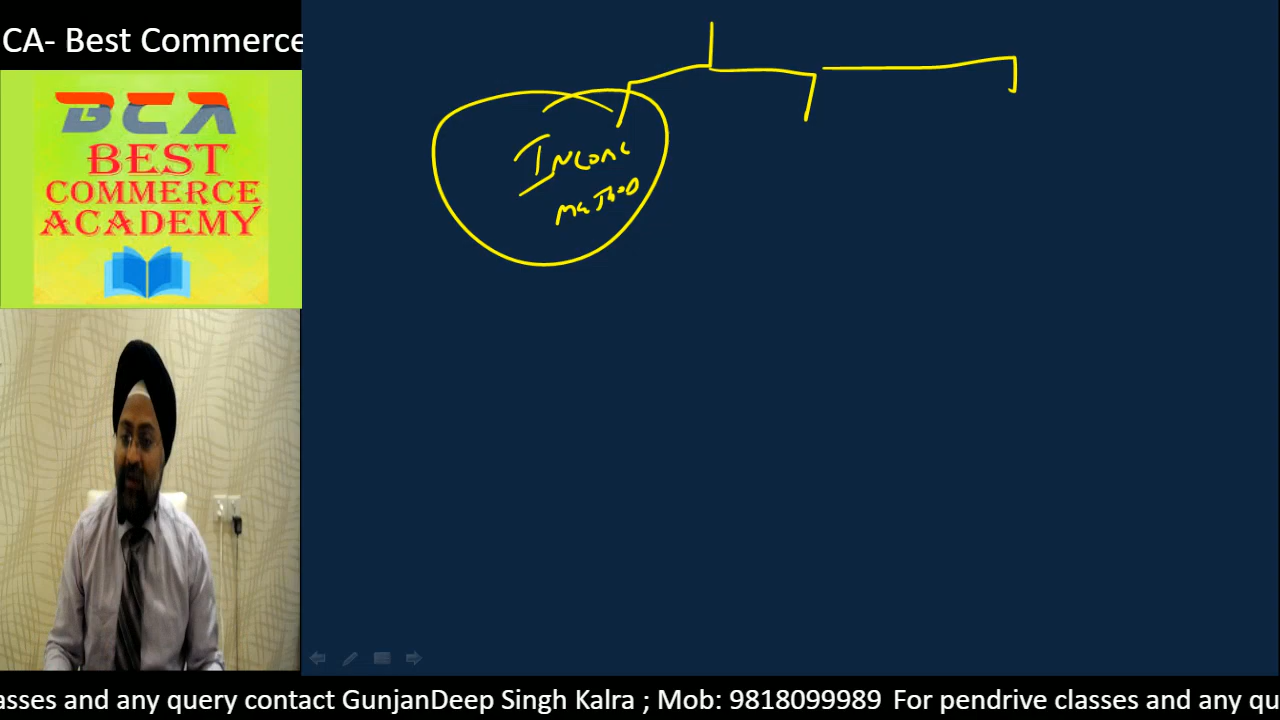 CA- Best Commerce
BCA
BEST
COMMERCE
ACADEMY
Income
method
asses and any query contact GunjanDeep Singh Kalra ; Mob: 9818099989 For pendrive classes and any qu